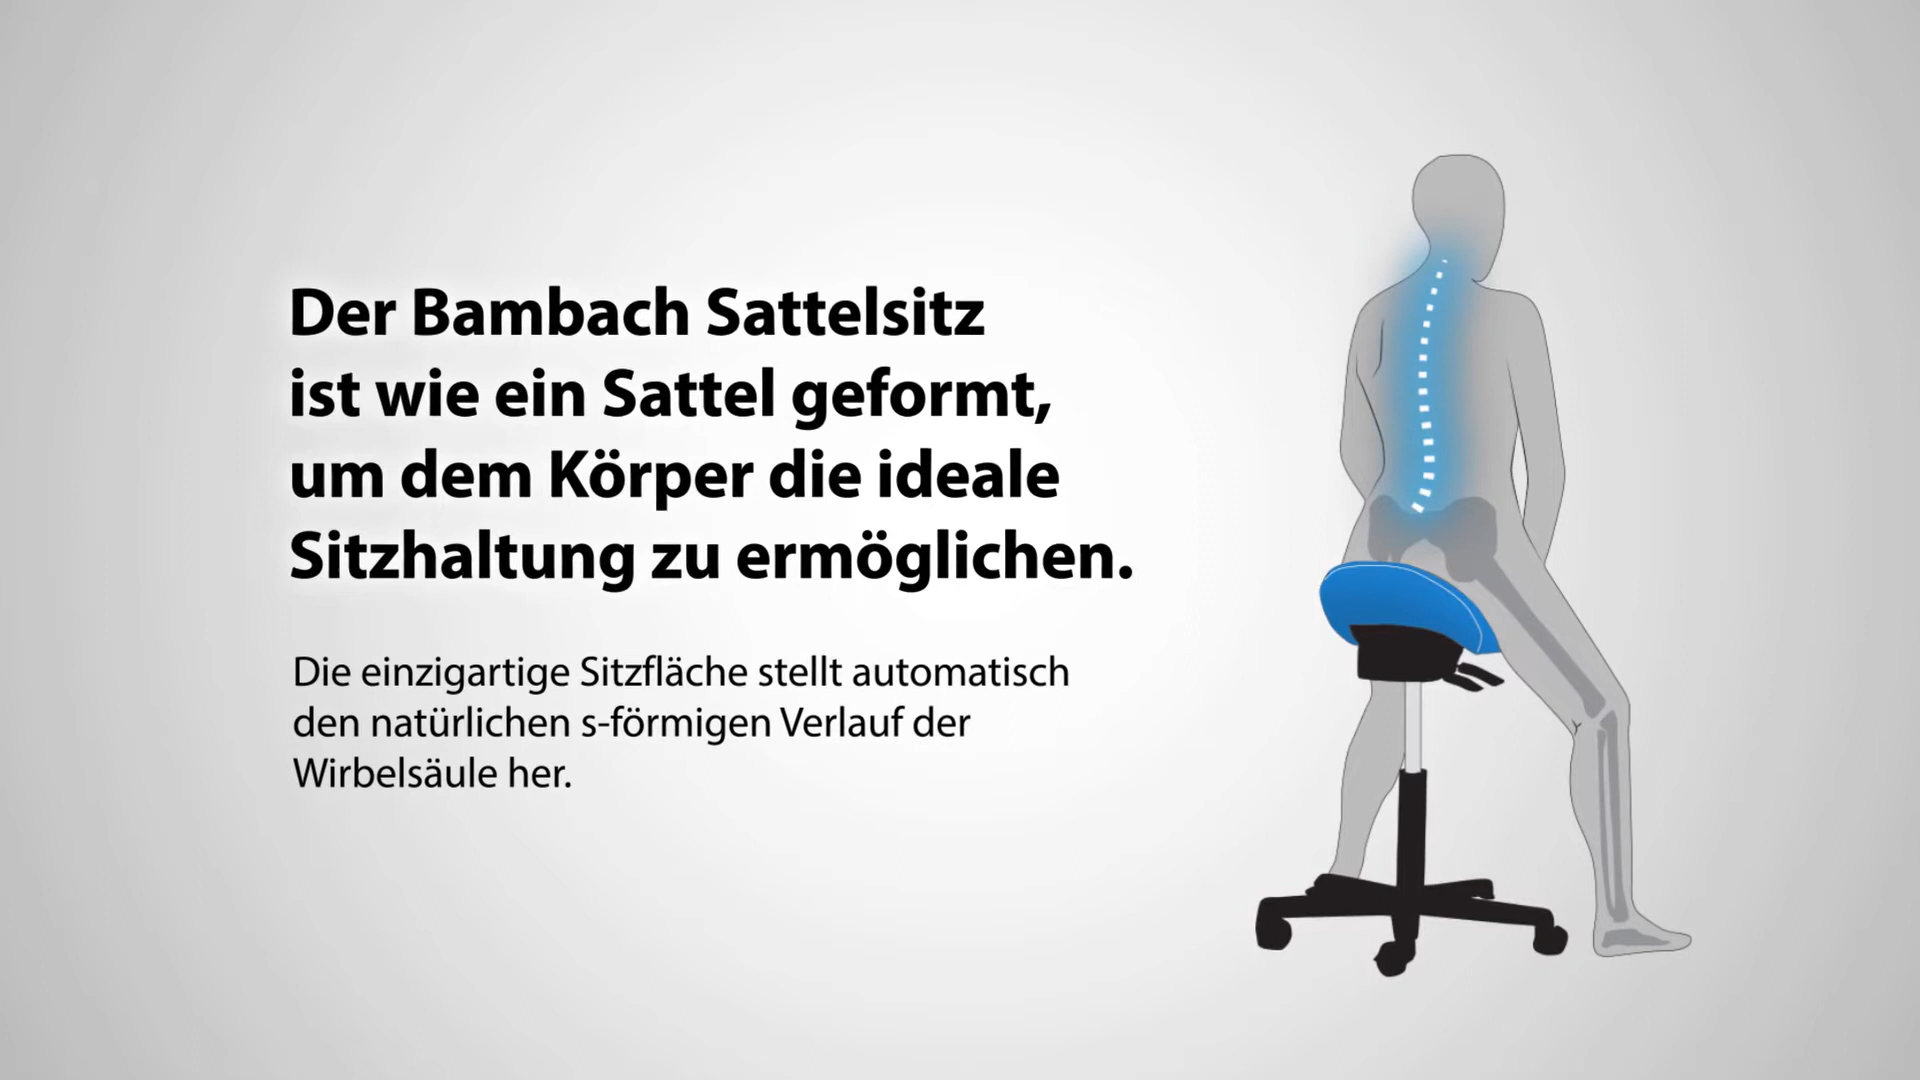 Der Bambach Sattelsitz
ist wie ein Sattel geformt,
um dem Körper die ideale
Sitzhaltung zu ermöglichen.
Die einzigartige Sitzfläche stellt automatisch
den natürlichen s-förmigen Verlauf der
Wirbelsäule her.